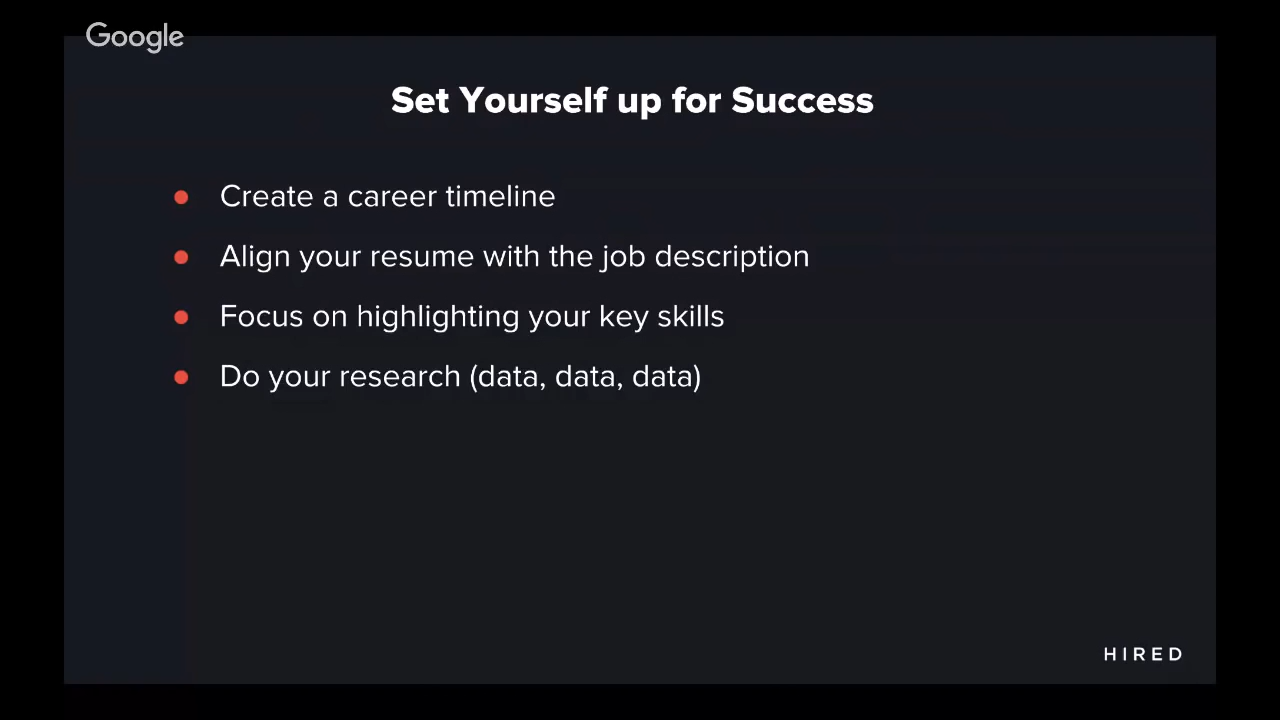 Google
Set Yourself up for Success
Create a career timeline
Align your resume with the job description
Focus on highlighting your key skills
Do your research (data, data, data)
HIRED